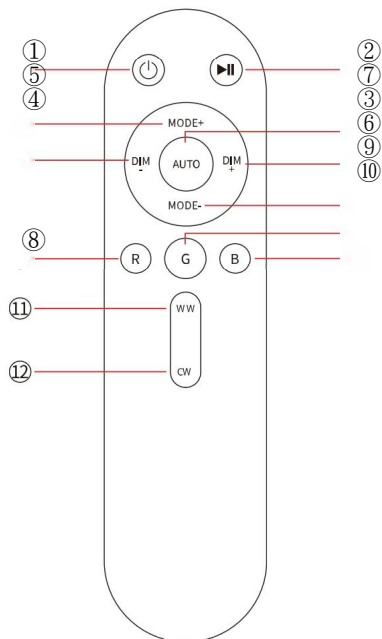 ① ②
⑤ ⑦
④ ③
MODE+ ⑥
DIM - AUTO DIM + ⑨
⑩
MODE-
⑧
R G B
⑪ WW
⑫ CW